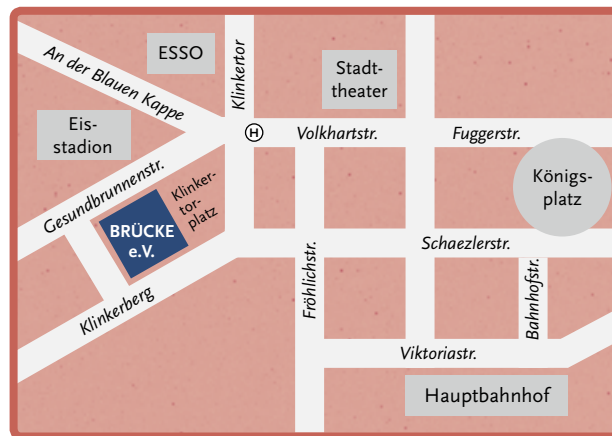 An der Blauen Kappe
ESSO
Klinkertor
Stadt-
theater
Eis-
stadion
H
Volkhartstr.
Fuggerstr.
Gesundbrunnenstr.
Klinker-
tor-
platz
Königs-
platz
BRÜCKE
e.V.
Schaezlerstr.
Klinkerberg
Fröhlichstr.
Bahnhofstr.
Viktoriastr.
Hauptbahnhof